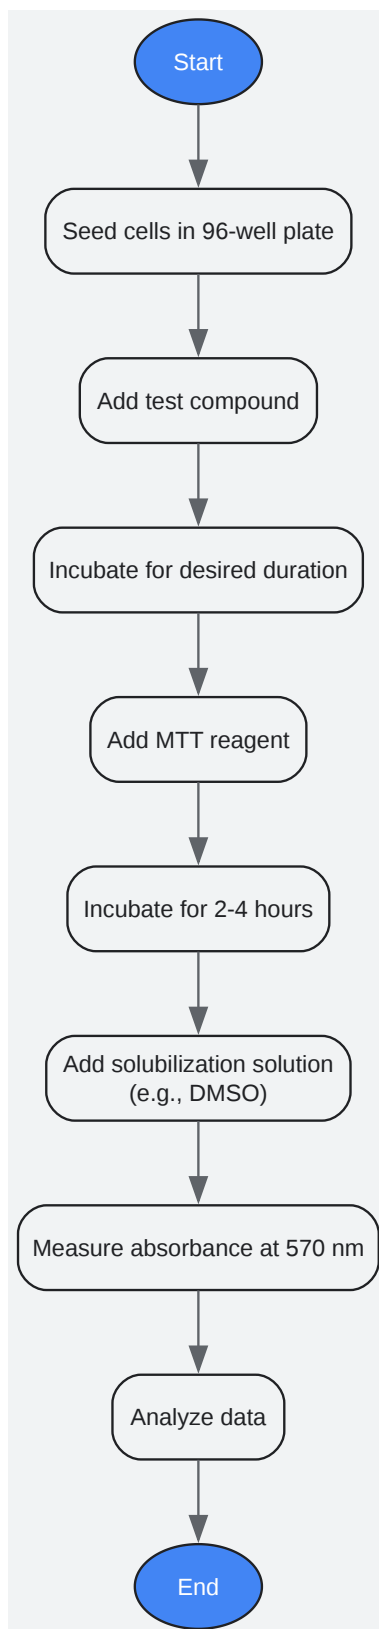 Start
Seed cells in 96-well plate
Add test compound
Incubate for desired duration
Add MTT reagent
Incubate for 2-4 hours
Add solubilization solution
(e.g., DMSO)
Measure absorbance at 570 nm
Analyze data
End